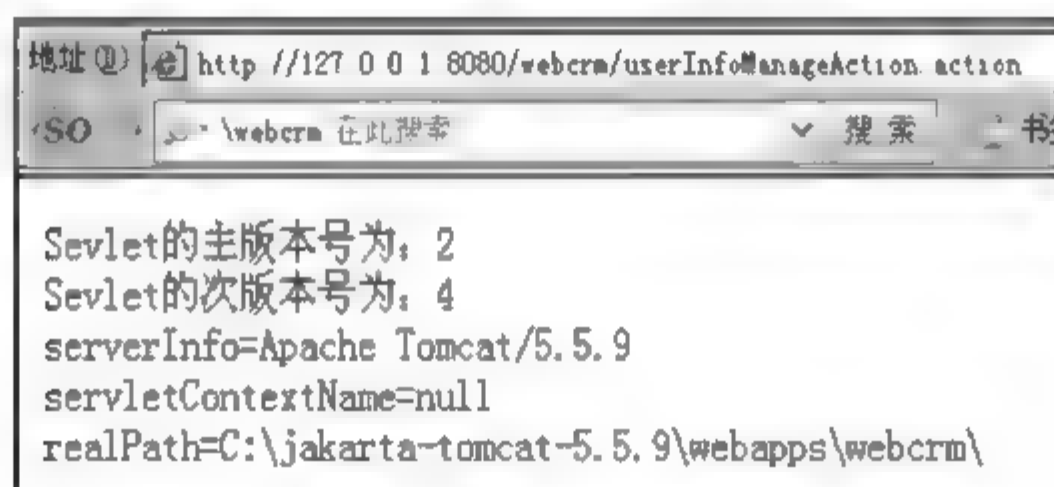 地址(D) http //127 0 0 1 8080/webcrm/userInfoManageAction action
SO \webcrm 在此搜索 搜索
Sevlet的主版本号为：2
Sevlet的次版本号为：4
serverInfo=Apache Tomcat/5.5.9
servletContextName=null
realPath=C:\jakarta-tomcat-5.5.9\webapps\webcrm\